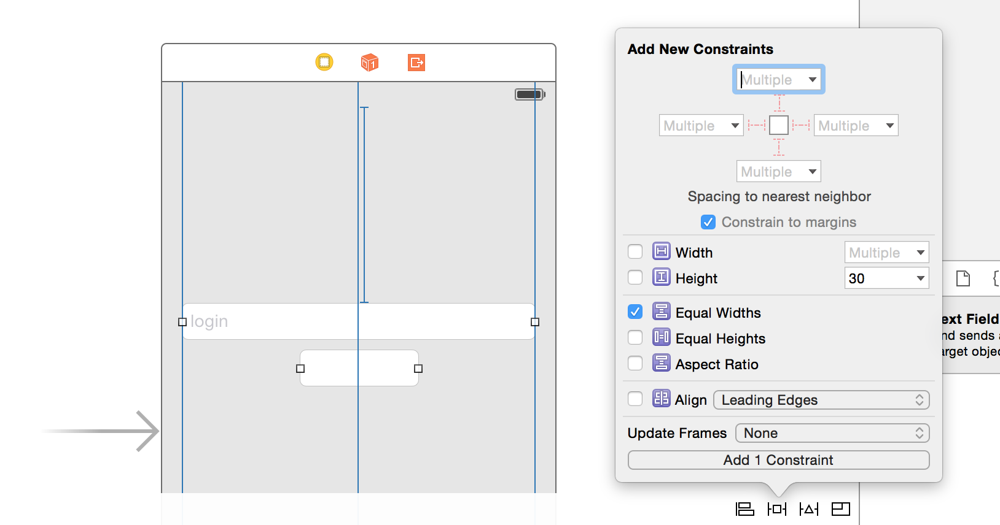 1
login
Add New Constraints
Multiple
Multiple
Multiple
Multiple
Spacing to nearest neighbor
Constrain to margins
Width
Multiple
Height
30
Equal Widths
Equal Heights
Aspect Ratio
Align
Leading Edges
Update Frames
None
Add 1 Constraint
{
ext Field
nd sends a
arget objec